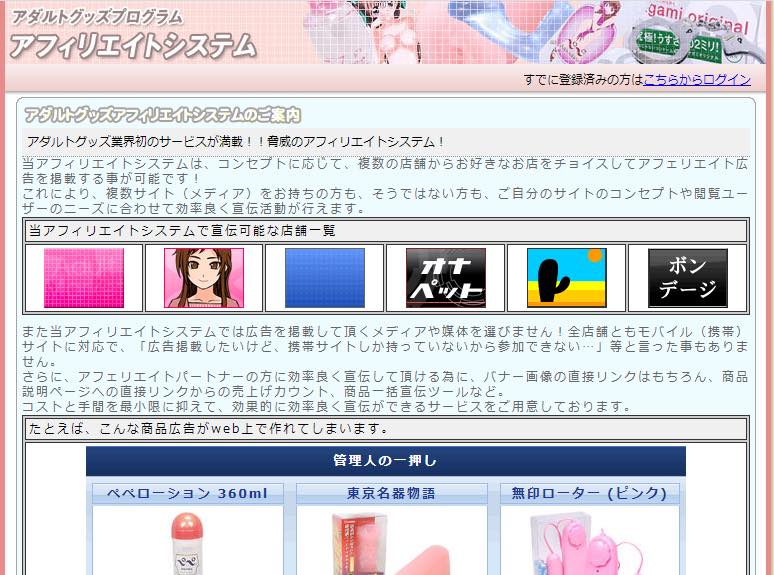 アダルトグッズプログラム
アフィリエイトシステム
gami original
究極!うすさ
02ミリ!
すでに登録済みの方はこちらからログイン
アダルトグッズアフィリエイトシステムのご案内
アダルトグッズ業界初のサービスが満載！！脅威のアフィリエイトシステム！
当アフィリエイトシステムは、コンセプトに応じて、複数の店舗からお好きなお店をチョイスしてアフェリエイト広
告を掲載する事が可能です！
これにより、複数サイト（メディア）をお持ちの方も、そうではない方も、ご自分のサイトのコンセプトや閲覧ユー
ザーのニーズに合わせて効率良く宣伝活動が行えます。
当アフィリエイトシステムで宣伝可能な店舗一覧
オナ
ペット
ボン
デージ
また当アフィリエイトシステムでは広告を掲載して頂くメディアや媒体を選びません！全店舗ともモバイル（携帯）
サイトに対応で、「広告掲載したいけど、携帯サイトしか持っていないから参加できない…」等と言った事もありま
せん。
さらに、アフェリエイトパートナーの方に効率良く宣伝して頂ける為に、バナー画像の直接リンクはもちろん、商品
説明ページへの直接リンクからの売上げカウント、商品一括宣伝ツールなど。
コストと手間を最小限に抑えて、効果的に効率良く宣伝ができるサービスをご用意しております。
たとえば、こんな商品広告がweb上で作れてしまいます。
管理人の一押し
ペペローション 360ml
東京名器物語
無印ローター (ピンク)
ペペ